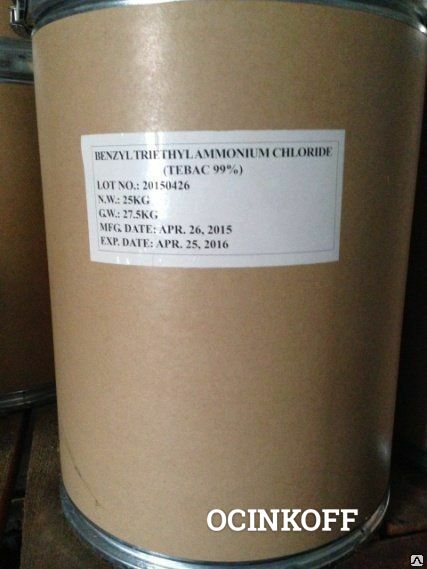 BENZYL TRIETHYL AMMONIUM CHLORIDE
(TEBAC 99%)
LOT NO.: 20150426
N.W.: 25KG
G.W.: 27.5KG
MFG. DATE: APR. 26, 2015
EXP. DATE: APR. 25, 2016
OCINKOFF